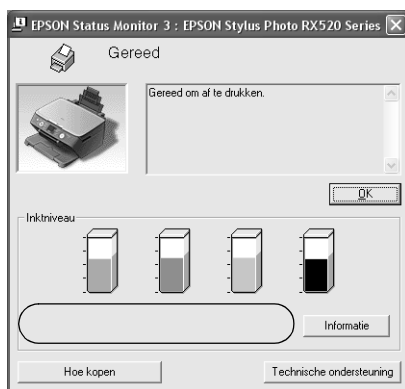 EPSON Status Monitor 3 : EPSON Stylus Photo RX520 Series
Gereed
Gereed om af te drukken.
OK
Inktniveau
Informatie
Hoe kopen
Technische ondersteuning